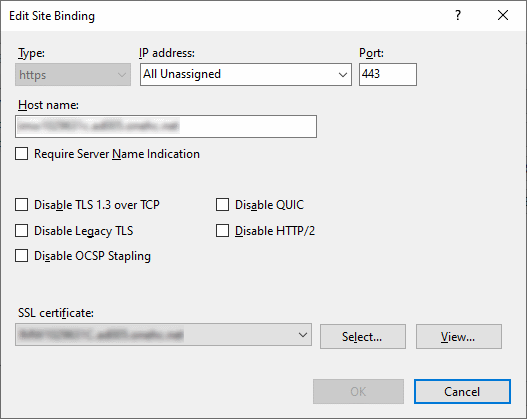 Edit Site Binding
?
Type:
IP address:
Port:
https
All Unassigned
443
Host name:
Require Server Name Indication
Disable TLS 1.3 over TCP
Disable QUIC
Disable Legacy TLS
Disable HTTP/2
Disable OCSP Stapling
SSL certificate:
Select...
View...
OK
Cancel